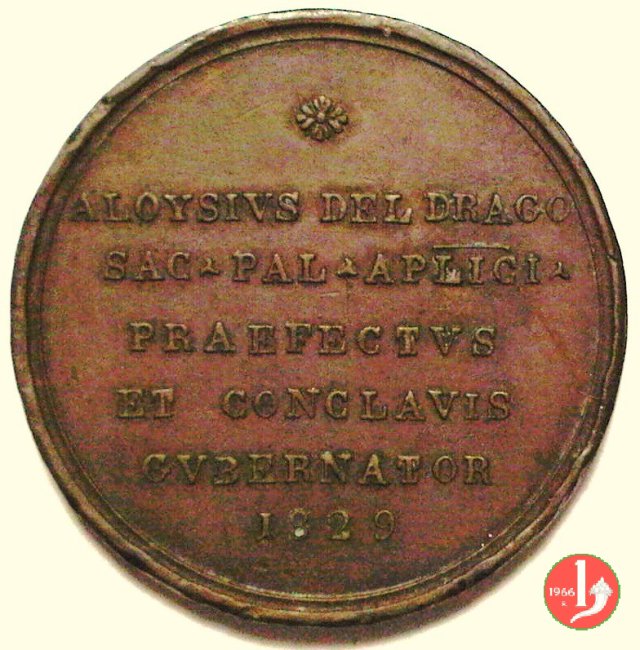 ALOYSIVS DEL DRAGO
SAC PAL APLICI
PRAEFECTVS
ET CONCLAVIS
GVBERNATOR
1829
1966